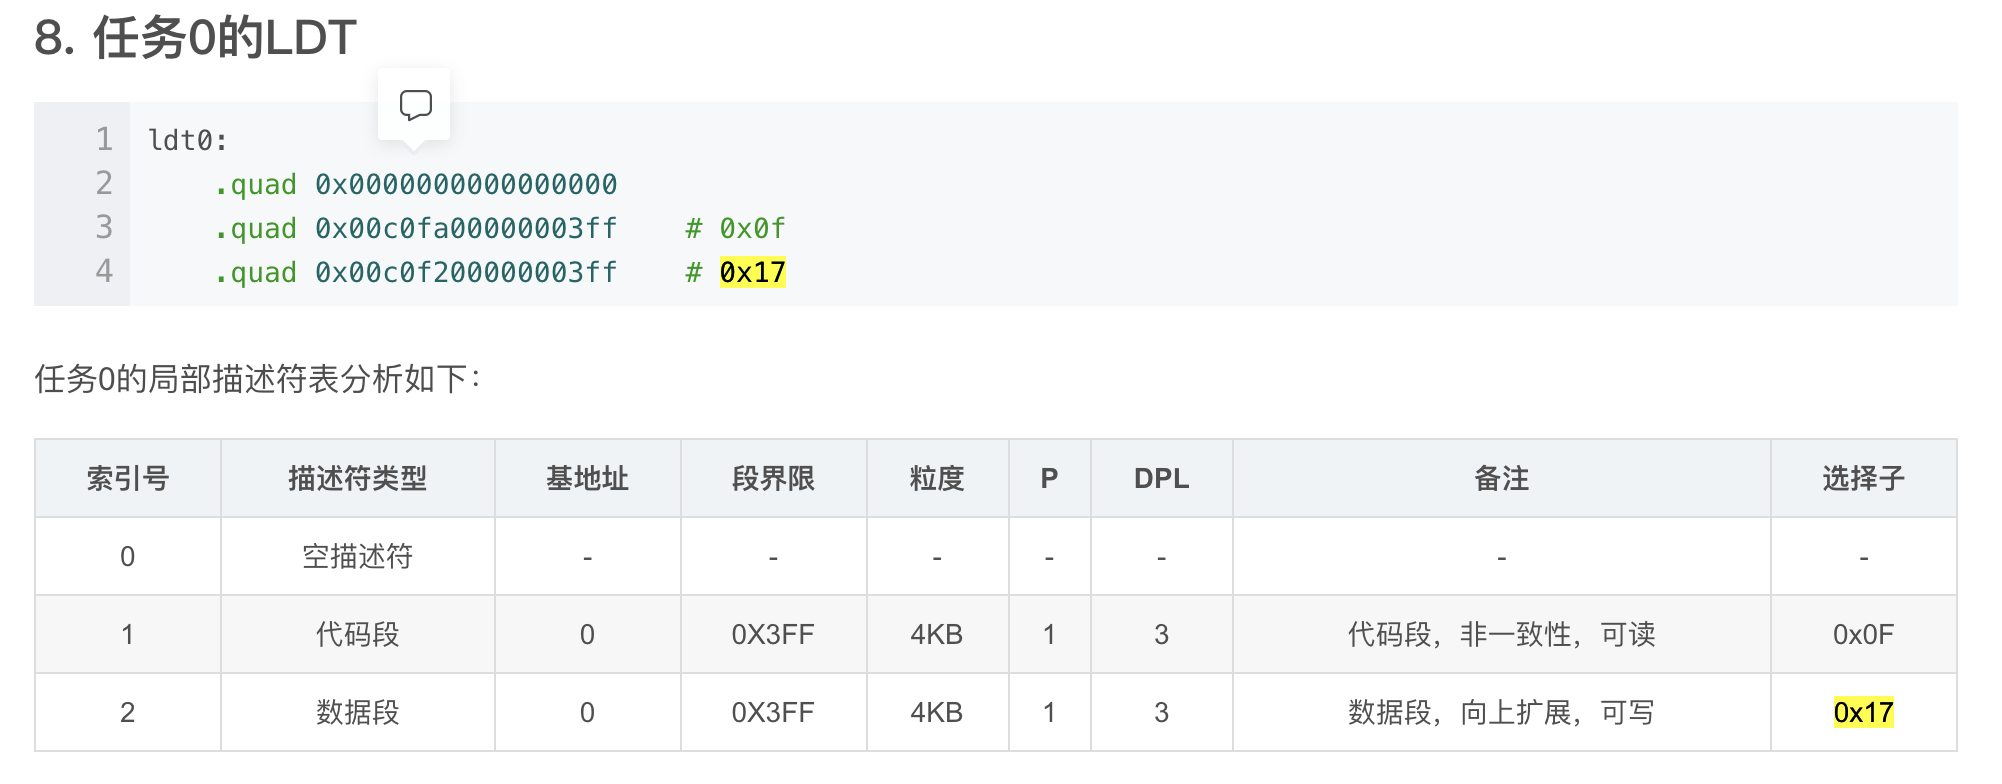 8. 任务0的LDT
1 ldt0:
2 .quad 0x0000000000000000
3 .quad 0x00c0fa00000003ff # 0x0f
4 .quad 0x00c0f200000003ff # 0x17
任务0的局部描述符表分析如下：
索引号 描述符类型 基地址 段界限 粒度 P DPL 备注 选择子
0 空描述符 - - - - - - -
1 代码段 0 0X3FF 4KB 1 3 代码段，非一致性，可读 0x0F
2 数据段 0 0X3FF 4KB 1 3 数据段，向上扩展，可写 0x17